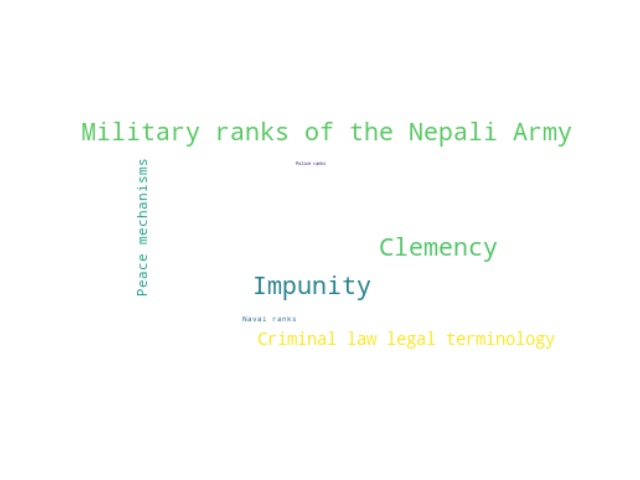 Military ranks of the Nepali Army
Police ranks
Peace mechanisms
Clemency
Impunity
Naval ranks
Criminal law legal terminology